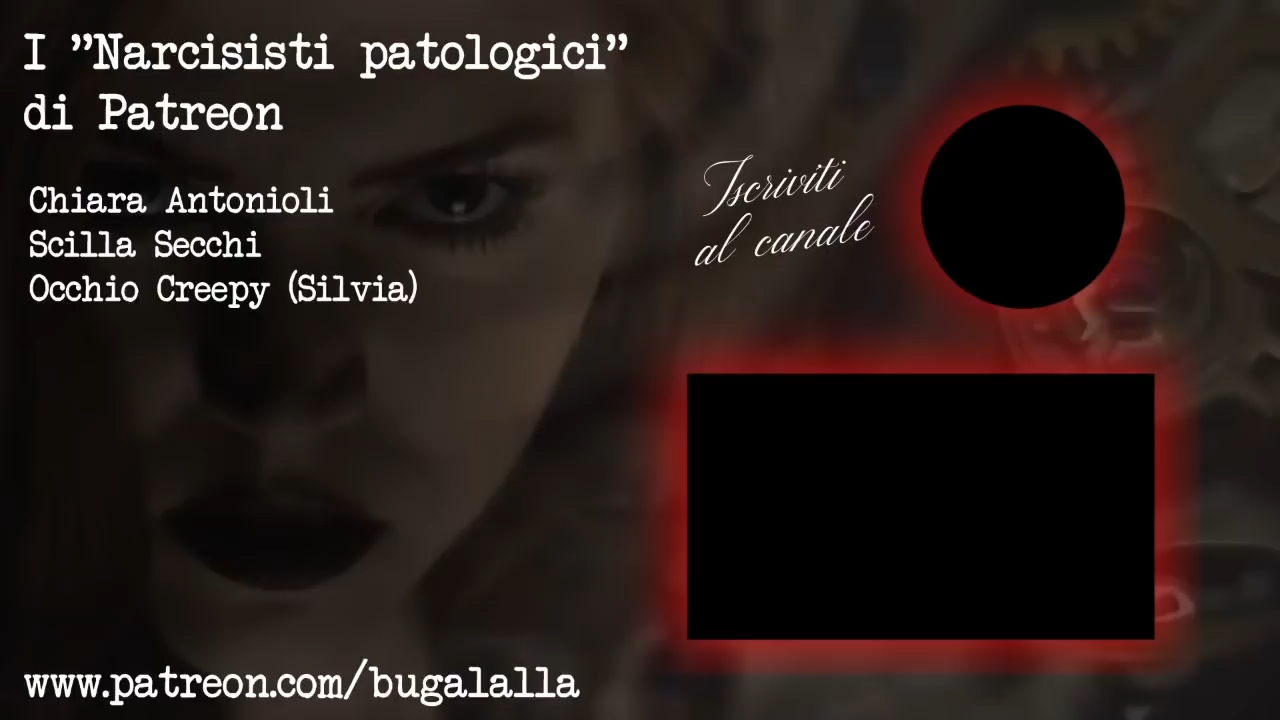 I ”Narcisisti patologici”
di Patreon
Chiara Antonioli
Scilla Secchi
Occhio Creepy (Silvia)
Iscriviti
al canale
www.patreon.com/bugalalla